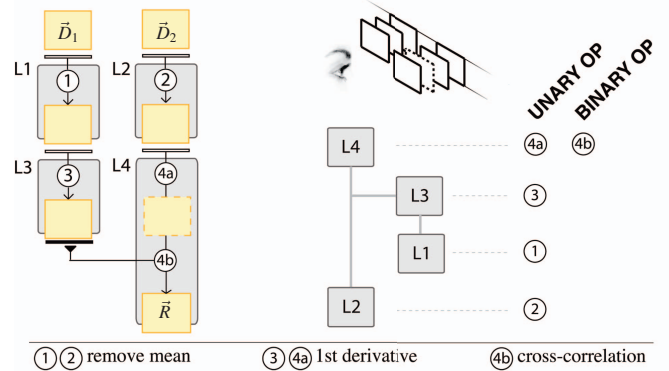 D⃗1 D⃗2
L1 1 L2 2
L3 3 L4 4a
4b
R⃗
UNARY OP
BINARY OP
L4 4a 4b
L3 3
L1 1
L2 2
1 2 remove mean 3 4a 1st derivative 4b cross-correlation